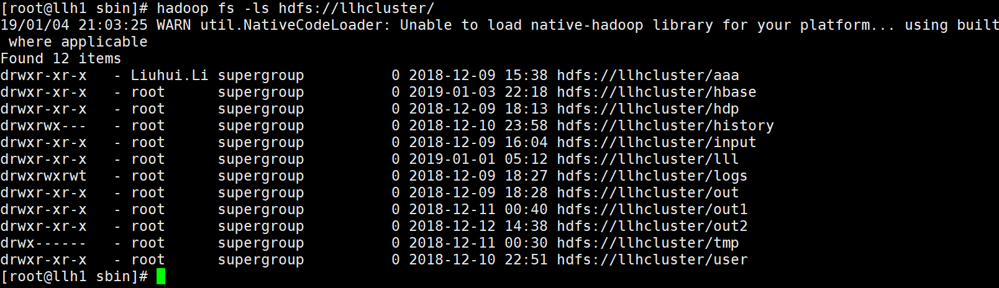 [root@llh1 sbin]# hadoop fs -ls hdfs://llhcluster/
19/01/04 21:03:25 WARN util.NativeCodeLoader: Unable to load native-hadoop library for your platform... using built
 where applicable
Found 12 items
drwxr-xr-x   - Liuhui.Li supergroup          0 2018-12-09 15:38 hdfs://llhcluster/aaa
drwxr-xr-x   - root      supergroup          0 2019-01-03 22:18 hdfs://llhcluster/hbase
drwxr-xr-x   - root      supergroup          0 2018-12-09 18:13 hdfs://llhcluster/hdp
drwxrwx---   - root      supergroup          0 2018-12-10 23:58 hdfs://llhcluster/history
drwxr-xr-x   - root      supergroup          0 2018-12-09 16:04 hdfs://llhcluster/input
drwxr-xr-x   - root      supergroup          0 2019-01-01 05:12 hdfs://llhcluster/lll
drwxrwxrwt   - root      supergroup          0 2018-12-09 18:27 hdfs://llhcluster/logs
drwxr-xr-x   - root      supergroup          0 2018-12-09 18:28 hdfs://llhcluster/out
drwxr-xr-x   - root      supergroup          0 2018-12-11 00:40 hdfs://llhcluster/out1
drwxr-xr-x   - root      supergroup          0 2018-12-12 14:38 hdfs://llhcluster/out2
drwx------   - root      supergroup          0 2018-12-11 00:30 hdfs://llhcluster/tmp
drwxr-xr-x   - root      supergroup          0 2018-12-10 22:51 hdfs://llhcluster/user
[root@llh1 sbin]#